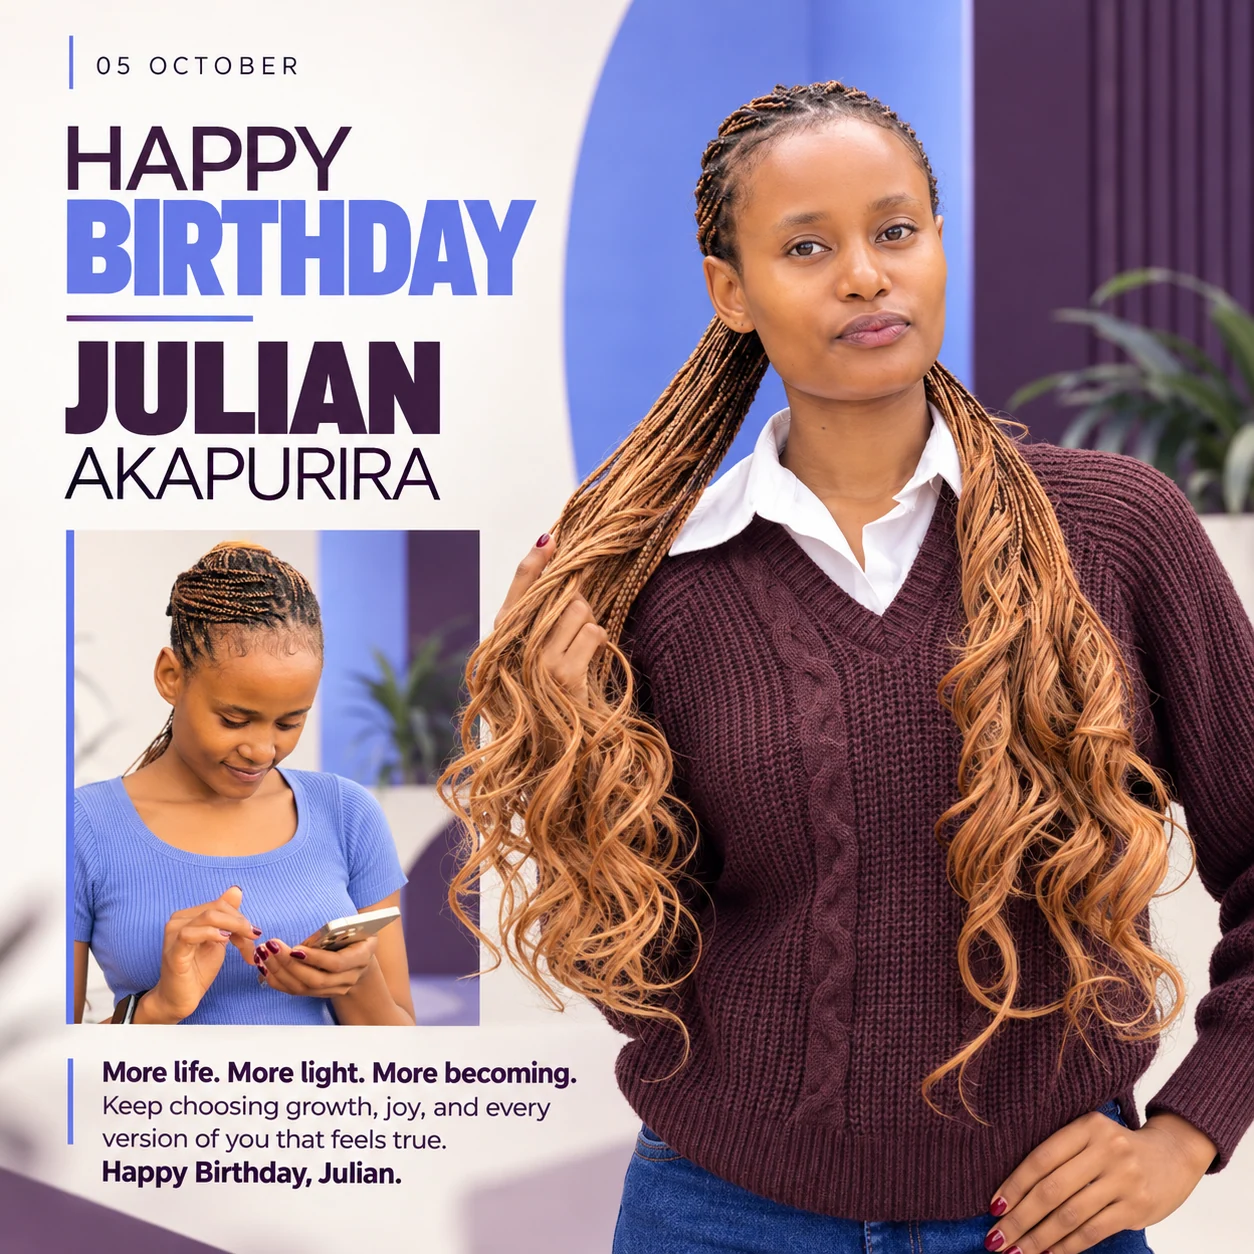 05 OCTOBER
HAPPY
BIRTHDAY
JULIAN
AKAPURIRA
More life. More light. More becoming.
Keep choosing growth, joy, and every
version of you that feels true.
Happy Birthday, Julian.